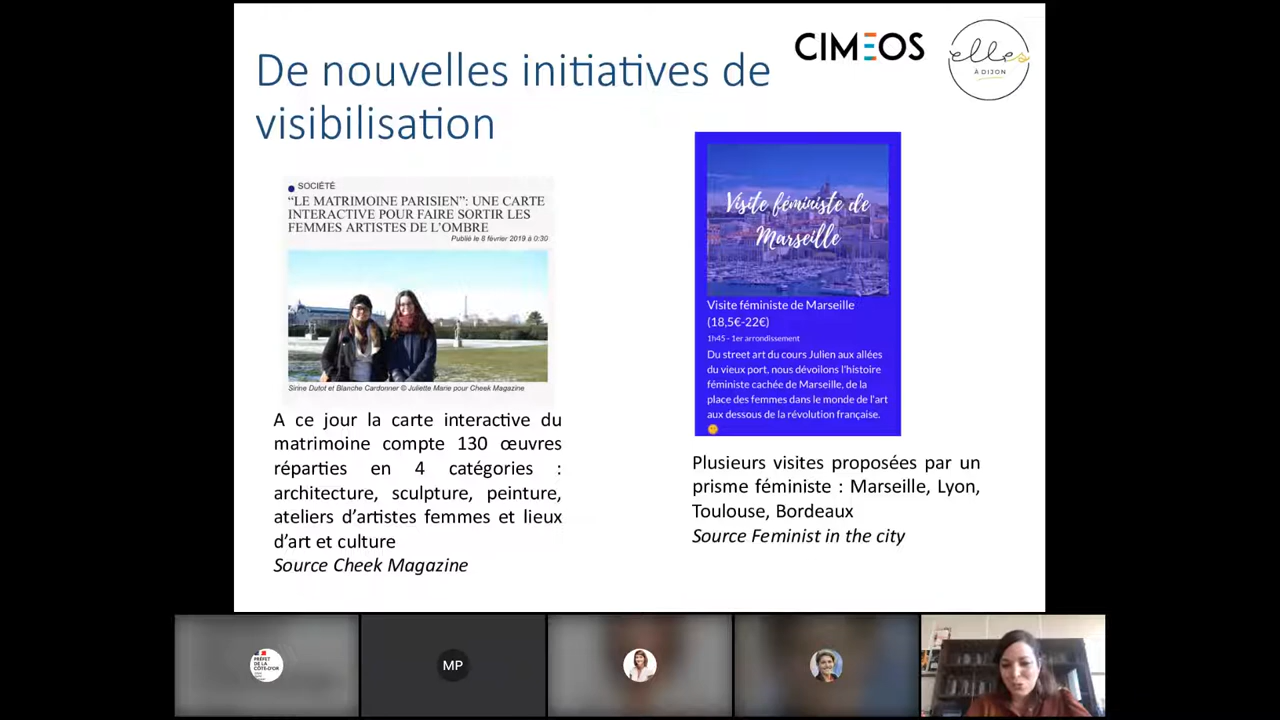 De nouvelles initiatives de
visibilisation
CIMEOS
elles
À DIJON
SOCIÉTÉ
“LE MATRIMOINE PARISIEN”: UNE CARTE
INTERACTIVE POUR FAIRE SORTIR LES
FEMMES ARTISTES DE L’OMBRE
Publié le 8 février 2019 à 0:30
Sirine Dutot et Blanche Cardonner © Juliette Marie pour Cheek Magazine
A ce jour la carte interactive du
matrimoine compte 130 œuvres
réparties en 4 catégories :
architecture, sculpture, peinture,
ateliers d’artistes femmes et lieux
d’art et culture
Source Cheek Magazine
Visite féministe de
Marseille
Visite féministe de Marseille
(18,5€-22€)
1h45 - 1er arrondissement
Du street art du cours Julien aux allées
du vieux port, nous dévoilons l'histoire
féministe cachée de Marseille, de la
place des femmes dans le monde de l'art
aux dessous de la révolution française.
Plusieurs visites proposées par un
prisme féministe : Marseille, Lyon,
Toulouse, Bordeaux
Source Feminist in the city
PRÉFET
DE LA
CÔTE-D'OR
MP